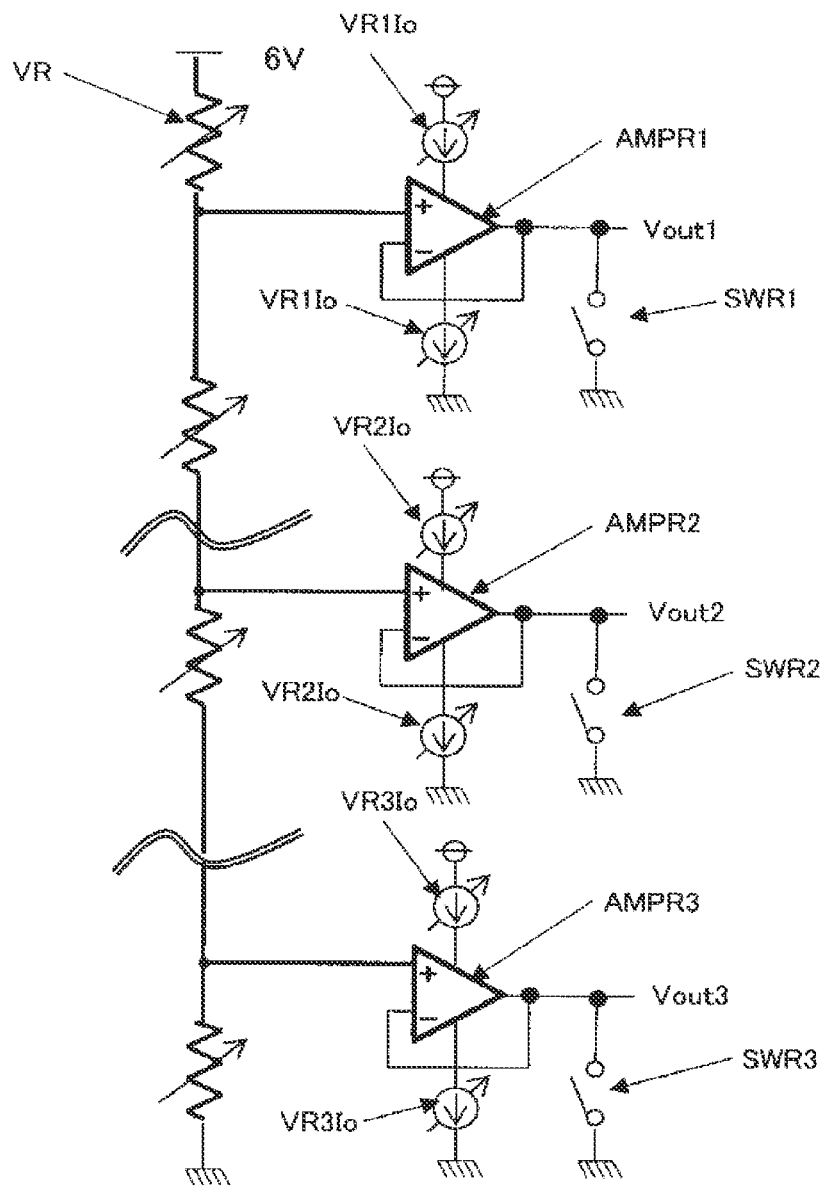 VR1Io
6V
VR
AMPR1
+
−
Vout1
VR1Io
SWR1
VR2Io
AMPR2
+
−
Vout2
SWR2
VR2Io
VR3Io
AMPR3
+
−
Vout3
SWR3
VR3Io